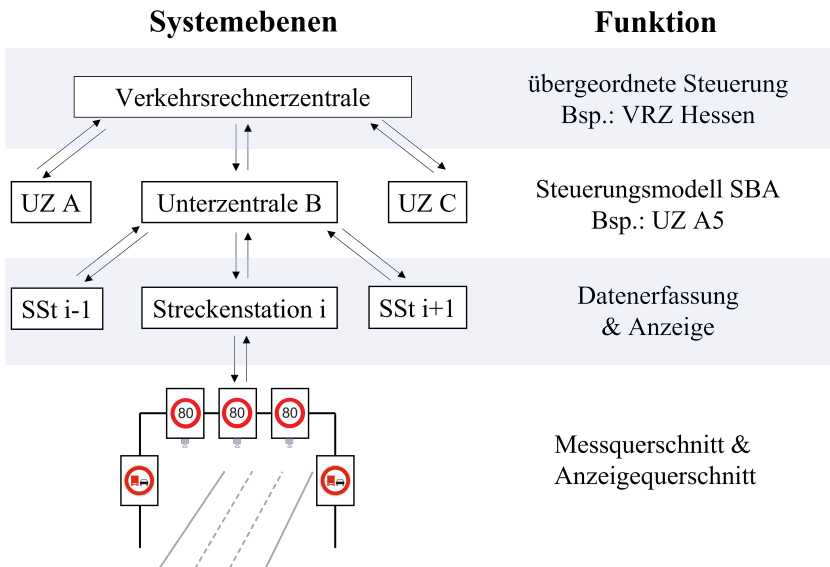 Systemebenen
Funktion
Verkehrsrechnerzentrale
übergeordnete Steuerung
Bsp.: VRZ Hessen
UZ A
Unterzentrale B
UZ C
Steuerungsmodell SBA
Bsp.: UZ A5
SSt i-1
Streckenstation i
SSt i+1
Datenerfassung
& Anzeige
80
80
80
Messquerschnitt &
Anzeigequerschnitt